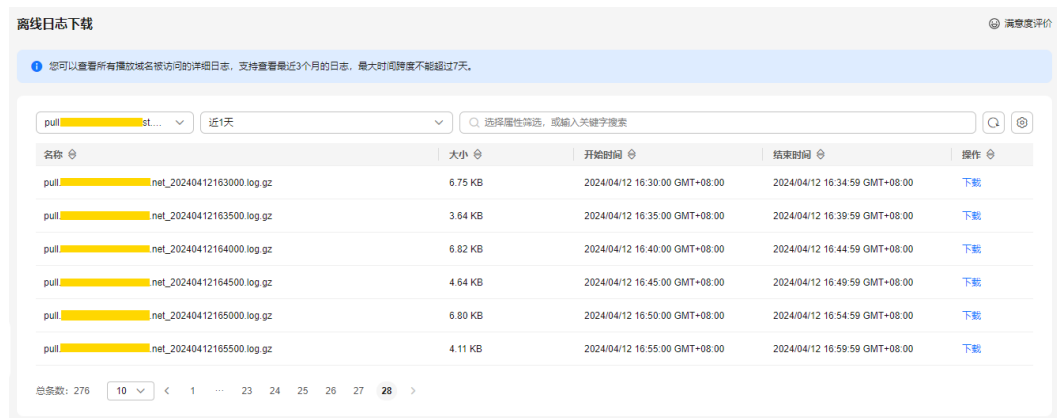 离线日志下载
满意度评价
您可以查看所有播放域名被访问的详细日志，支持查看最近3个月的日志，最大时间跨度不能超过7天。
pull st.... 近1天 选择属性筛选，或输入关键字搜索
名称 大小 开始时间 结束时间 操作
pull. .net_20240412163000.log.gz 6.75 KB 2024/04/12 16:30:00 GMT+08:00 2024/04/12 16:34:59 GMT+08:00 下载
pull. .net_20240412163500.log.gz 3.64 KB 2024/04/12 16:35:00 GMT+08:00 2024/04/12 16:39:59 GMT+08:00 下载
pull. .net_20240412164000.log.gz 6.82 KB 2024/04/12 16:40:00 GMT+08:00 2024/04/12 16:44:59 GMT+08:00 下载
pull. .net_20240412164500.log.gz 4.64 KB 2024/04/12 16:45:00 GMT+08:00 2024/04/12 16:49:59 GMT+08:00 下载
pull. .net_20240412165000.log.gz 6.80 KB 2024/04/12 16:50:00 GMT+08:00 2024/04/12 16:54:59 GMT+08:00 下载
pull. .net_20240412165500.log.gz 4.11 KB 2024/04/12 16:55:00 GMT+08:00 2024/04/12 16:59:59 GMT+08:00 下载
总条数: 276 10 < 1 ... 23 24 25 26 27 28 >